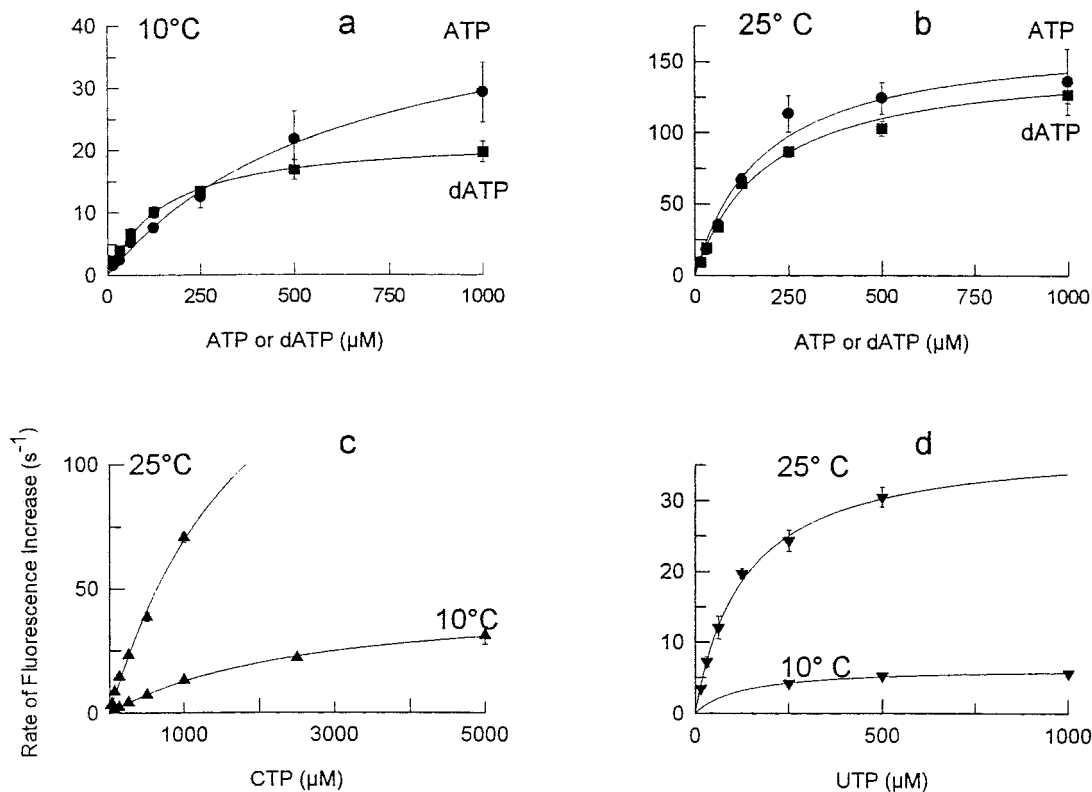 10°C
a
ATP
40
30
20
10
0
dATP
0 250 500 750 1000
ATP or dATP (µM)
25° C
b
ATP
150
125
100
75
50
25
0
dATP
0 250 500 750 1000
ATP or dATP (µM)
Rate of Fluorescence Increase (s⁻¹)
c
25°C
100
50
0
10°C
1000 3000 5000
CTP (µM)
d
25° C
30
20
10
0
10° C
0 500 1000
UTP (µM)